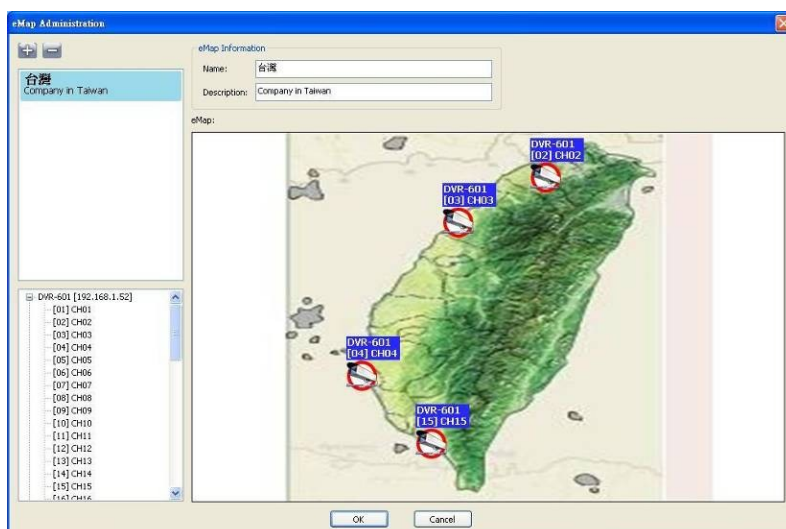 eMap Administration
台灣
Company in Taiwan
eMap Information
Name: 台灣
Description: Company in Taiwan
eMap:
DVR-601
[02] CH02
DVR-601
[03] CH03
DVR-601
[04] CH04
DVR-601
[15] CH15
DVR-601 [192.168.1.52]
[01] CH01
[02] CH02
[03] CH03
[04] CH04
[05] CH05
[06] CH06
[07] CH07
[08] CH08
[09] CH09
[10] CH10
[11] CH11
[12] CH12
[13] CH13
[14] CH14
[15] CH15
[16] CH16
OK
Cancel